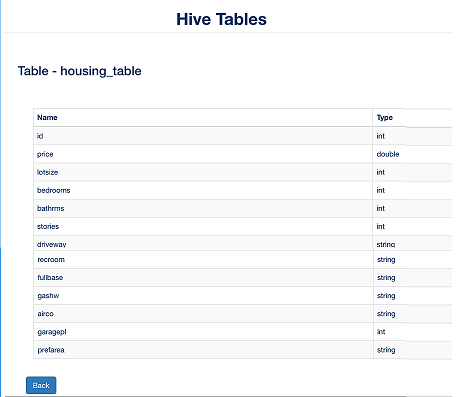 Hive Tables
Table - housing_table
Name Type
id int
price double
lotsize int
bedrooms int
bathrms int
stories int
driveway string
recroom string
fullbase string
gashw string
airco string
garagepl int
prefarea string
Back